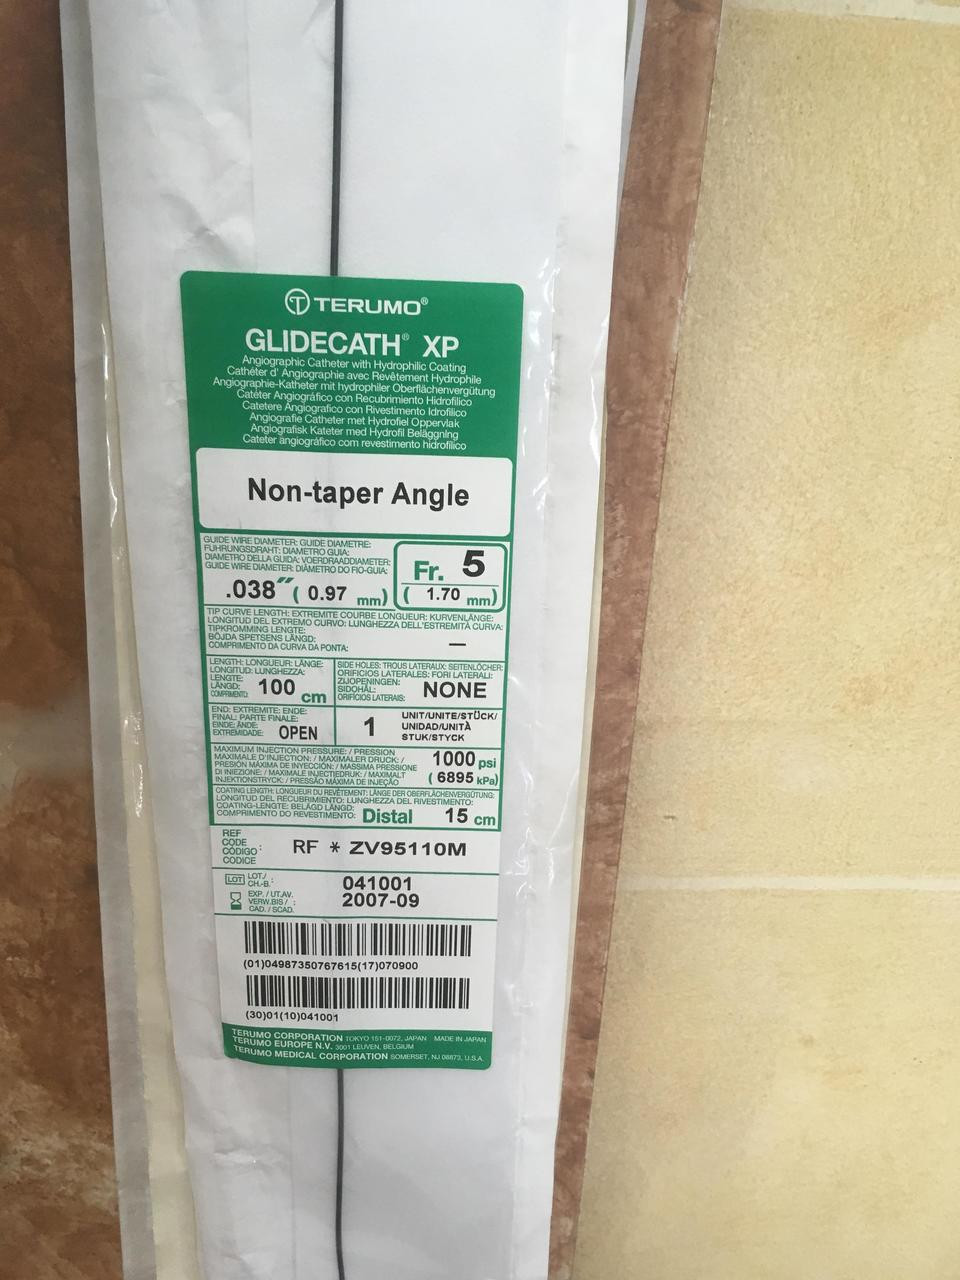 TERUMO®
GLIDECATH® XP
Angiographic Catheter with Hydrophilic Coating
Cathéter d' Angiographie avec Revêtement Hydrophile
Angiographie-Katheter mit hydrophiler Oberflächenvergütung
Catéter Angiográfico con Recubrimiento Hidrofílico
Catetere Angiografico con Rivestimento Idrofilico
Angiografie Catheter met Hydrofiel Oppervlak
Angiografisk Kateter med Hydrofil Beläggning
Cateter angiográfico com revestimento hidrofílico
Non-taper Angle
GUIDE WIRE DIAMETER: GUIDE DIAMETRE:
FUHRUNGSDRAHT: DIAMETRO GUIA:
DIAMETRO DELLA GUIDA: VOERDRAADDIAMETER:
GUIDE WIRE DIAMETER: DIÂMETRO DO FIO-GUIA:
.038″ ( 0.97 mm)
Fr. 5
( 1.70 mm)
TIP CURVE LENGTH: EXTREMITE COURBE LONGUEUR: KURVENLÄNGE:
LONGITUD DEL EXTREMO CURVO: LUNGHEZZA DELL'ESTREMITÀ CURVA:
TIPKROMMING LENGTE:
BÖJDA SPETSENS LÄNGD:
COMPRIMENTO DA CURVA DA PONTA: —
LENGTH: LONGUEUR: LÄNGE:
LONGITUD: LUNGHEZZA:
LENGTE:
LÄNGD:
COMPRIMENTO: 100 cm
SIDE HOLES: TROUS LATERAUX: SEITENLÖCHER:
ORIFICIOS LATERALES: FORI LATERALI:
ZIJOPENINGEN:
SIDOHÅL:
ORIFÍCIOS LATERAIS: NONE
END: EXTREMITE: ENDE:
FINAL: PARTE FINALE:
EINDE: ÄNDE:
EXTREMIDADE: OPEN
1 UNIT/UNITE/STÜCK/
UNIDAD/UNITÀ
STUK/STYCK
MAXIMUM INJECTION PRESSURE: / PRESSION
MAXIMALE D'INJECTION: / MAXIMALER DRUCK: /
PRESIÓN MAXIMA DE INYECCIÓN: / MASSIMA PRESSIONE
DI INIEZIONE: / MAXIMALE INJECTIEDRUK: / MAXIMALT
INJEKTIONSTRYCK: / PRESSÃO MÁXIMA DE INJEÇÃO
1000 psi
( 6895 kPa)
COATING LENGTH: LONGUEUR DU REVÊTEMENT: LÄNGE DER OBERFLÄCHENVERGÜTUNG:
LONGITUD DEL RECUBRIMENTO: LUNGHEZZA DEL RIVESTIMENTO:
COATING-LENGTE: BELÄGD LÄNGD:
COMPRIMENTO DO REVESTIMENTO: Distal 15 cm
REF
CODE
CÓDIGO :
CODICE
RF * ZV95110M
LOT LOT./
CH.-B. : 041001
EXP. / UT.AV.
VERW.BIS / :
CAD. / SCAD. 2007-09
(01)04987350767615(17)070900
(30)01(10)041001
TERUMO CORPORATION TOKYO 151-0072, JAPAN MADE IN JAPAN
TERUMO EUROPE N.V. 3001 LEUVEN, BELGIUM
TERUMO MEDICAL CORPORATION SOMERSET, NJ 08873, U.S.A.